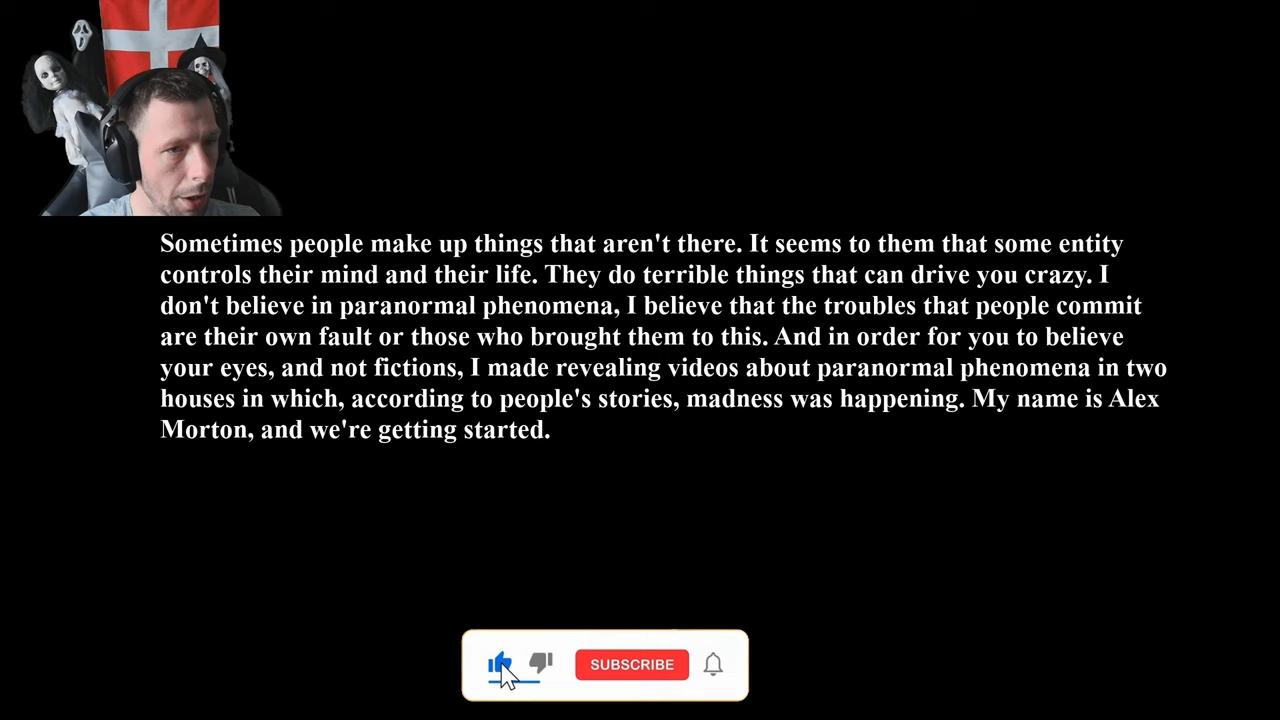 Sometimes people make up things that aren't there. It seems to them that some entity
controls their mind and their life. They do terrible things that can drive you crazy. I
don't believe in paranormal phenomena, I believe that the troubles that people commit
are their own fault or those who brought them to this. And in order for you to believe
your eyes, and not fictions, I made revealing videos about paranormal phenomena in two
houses in which, according to people's stories, madness was happening. My name is Alex
Morton, and we're getting started.
SUBSCRIBE